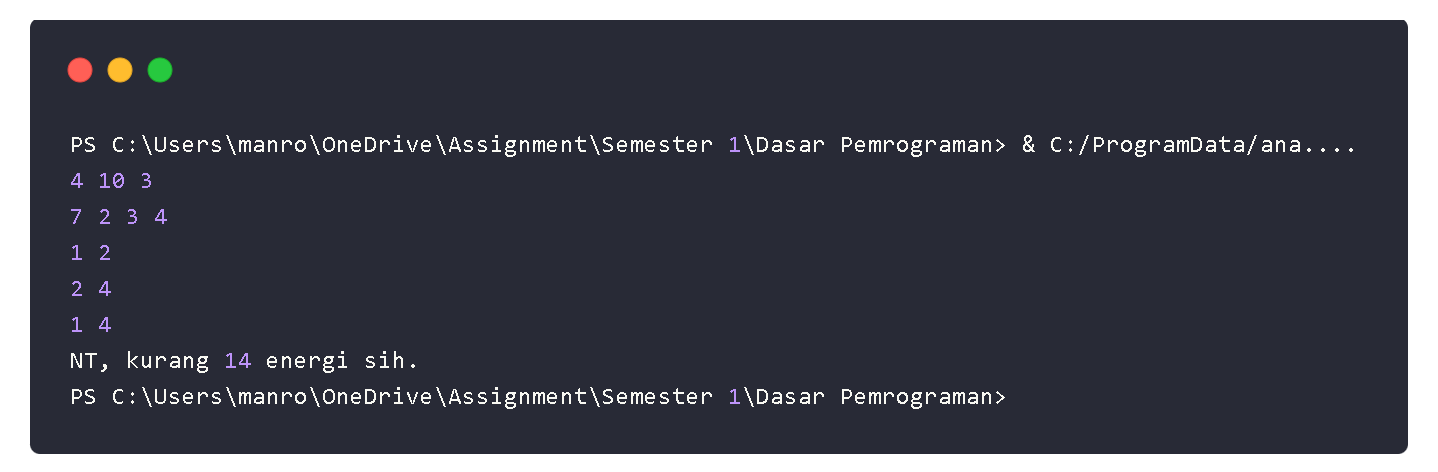 PS C:\Users\manro\OneDrive\Assignment\Semester 1\Dasar Pemrograman> & C:/ProgramData/ana....
4 10 3
7 2 3 4
1 2
2 4
1 4
NT, kurang 14 energi sih.
PS C:\Users\manro\OneDrive\Assignment\Semester 1\Dasar Pemrograman>